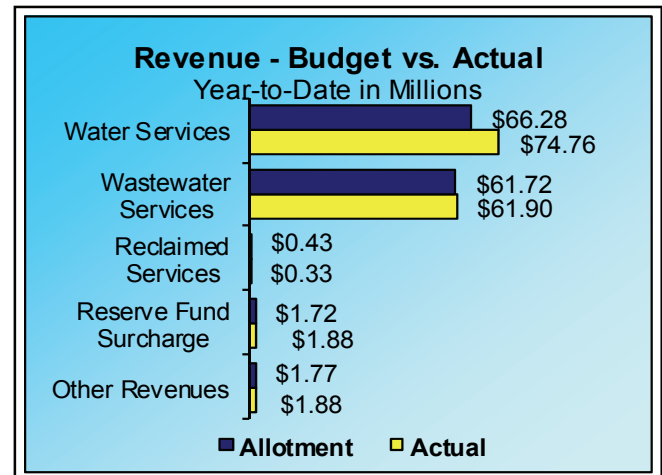 Revenue - Budget vs. Actual
Year-to-Date in Millions
Water Services
$66.28
$74.76
Wastewater
Services
$61.72
$61.90
Reclaimed
Services
$0.43
$0.33
Reserve Fund
Surcharge
$1.72
$1.88
Other Revenues
$1.77
$1.88
Allotment Actual